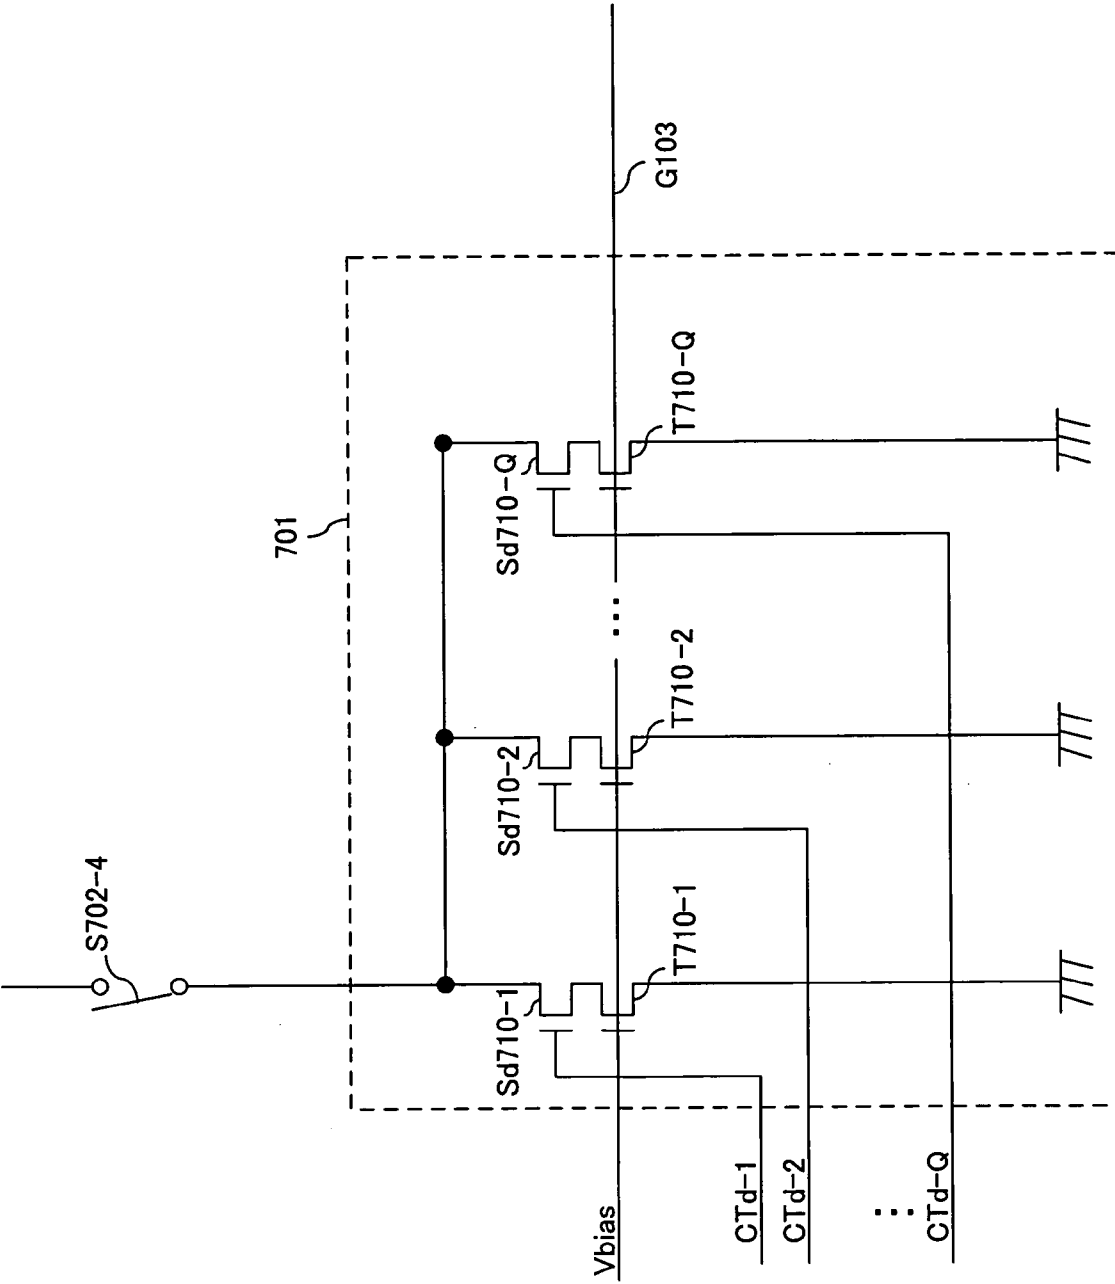 S702-4
701
G103
Sd710-1
Sd710-2
Sd710-Q
T710-1
T710-2
...
T710-Q
Vbias
CTd-1
CTd-2
...
CTd-Q